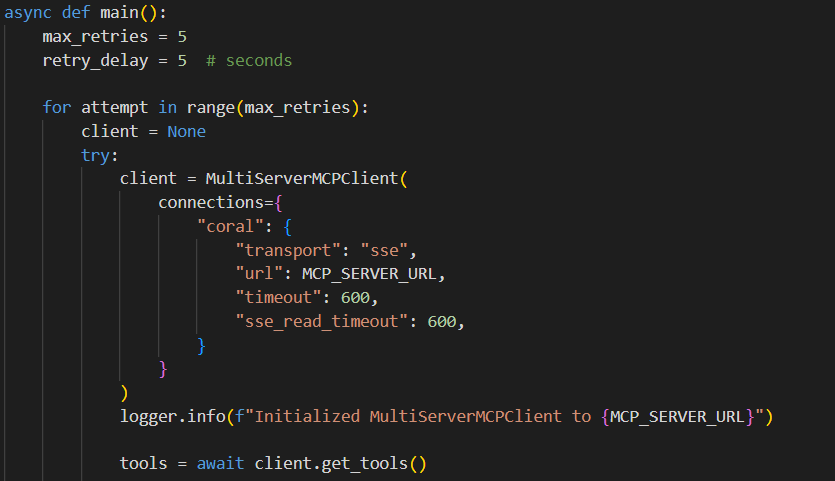 async def main():
    max_retries = 5
    retry_delay = 5  # seconds

    for attempt in range(max_retries):
        client = None
        try:
            client = MultiServerMCPClient(
                connections={
                    "coral": {
                        "transport": "sse",
                        "url": MCP_SERVER_URL,
                        "timeout": 600,
                        "sse_read_timeout": 600,
                    }
                }
            )
            logger.info(f"Initialized MultiServerMCPClient to {MCP_SERVER_URL}")

            tools = await client.get_tools()